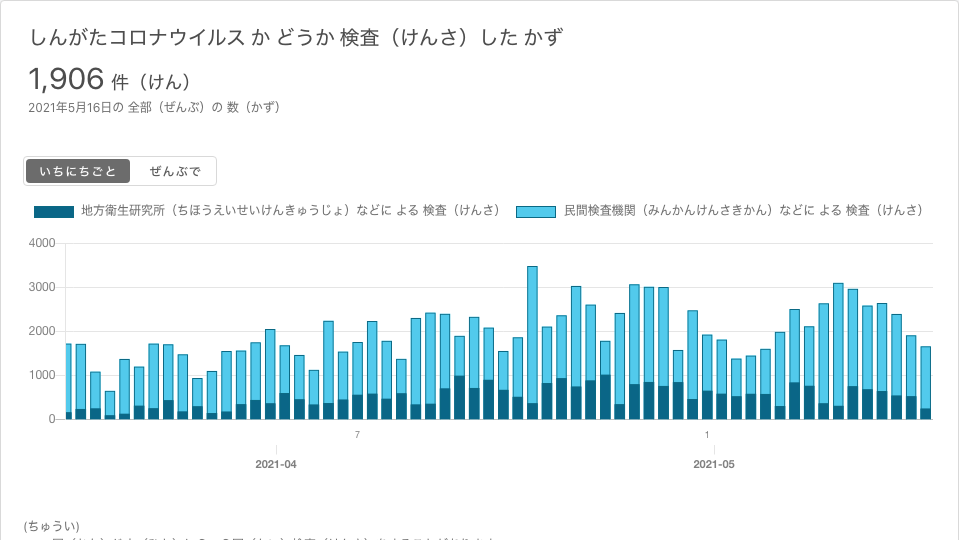 しんがたコロナウイルス か どうか 検査（けんさ）した かず
1,906 件（けん）
2021年5月16日の 全部（ぜんぶ）の 数（かず）
いちにちごと ぜんぶで
地方衛生研究所（ちほうえいせいけんきゅうじょ）などに よる 検査（けんさ） 民間検査機関（みんかんけんさきかん）などに よる 検査（けんさ）
4000
3000
2000
1000
0
7 1
2021-04 2021-05
(ちゅうい)